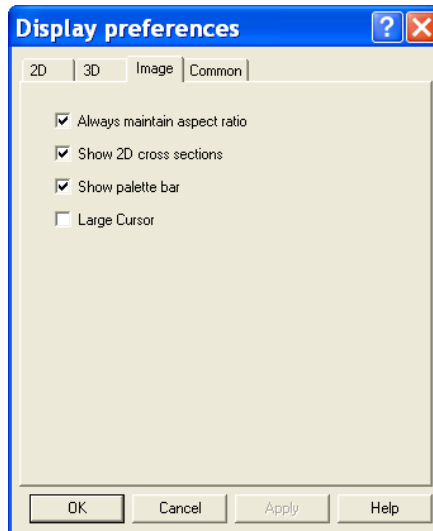 Display preferences
2D 3D Image Common
Always maintain aspect ratio
Show 2D cross sections
Show palette bar
Large Cursor
OK Cancel Apply Help